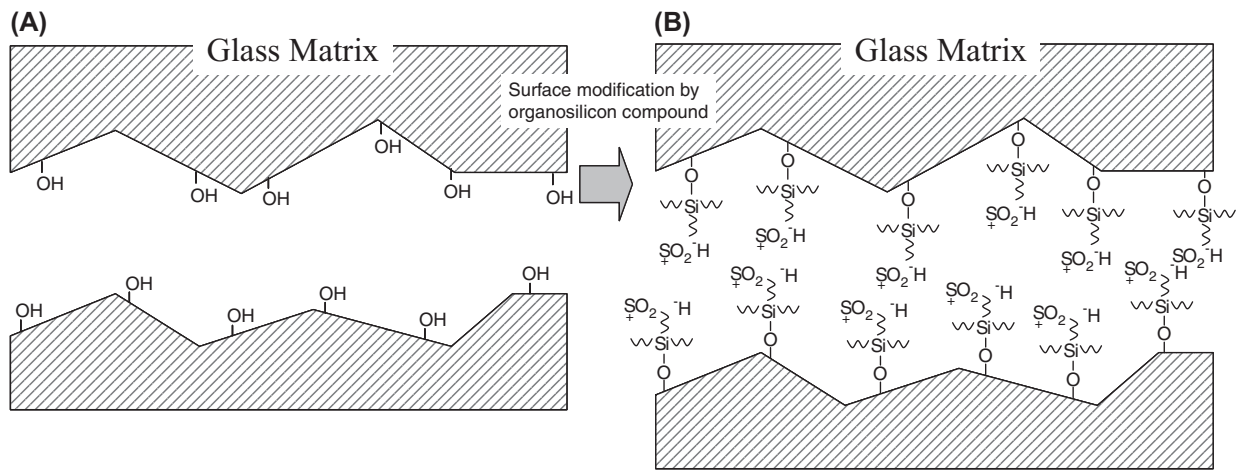 (A)
Glass Matrix
OH
OH
OH
OH
OH
OH
OH
OH
OH
OH
OH
OH
Surface modification by
organosilicon compound
(B)
Glass Matrix
O
Si
SO₂⁻H
+
O
Si
SO₂⁻H
+
O
Si
SO₂⁻H
+
O
Si
SO₂⁻H
+
O
Si
SO₂⁻H
+
O
Si
SO₂⁻H
+
SO₂ ⁻H
+
Si
O
SO₂ ⁻H
+
Si
O
SO₂ ⁻H
+
Si
O
SO₂ ⁻H
+
Si
O
SO₂ ⁻H
+
Si
O
SO₂ ⁻H
+
Si
O